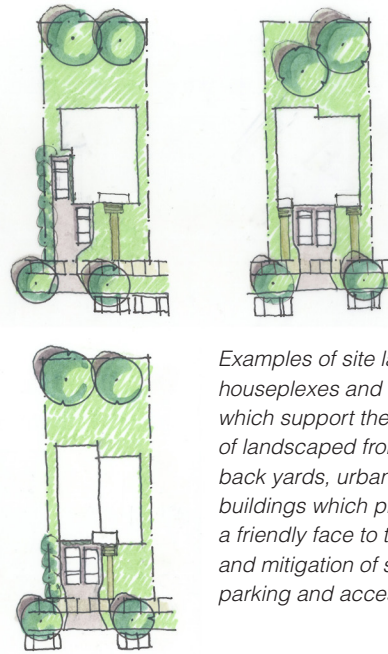 Examples of site la
houseplexes and
which support the
of landscaped fron
back yards, urban
buildings which p
a friendly face to t
and mitigation of s
parking and acces